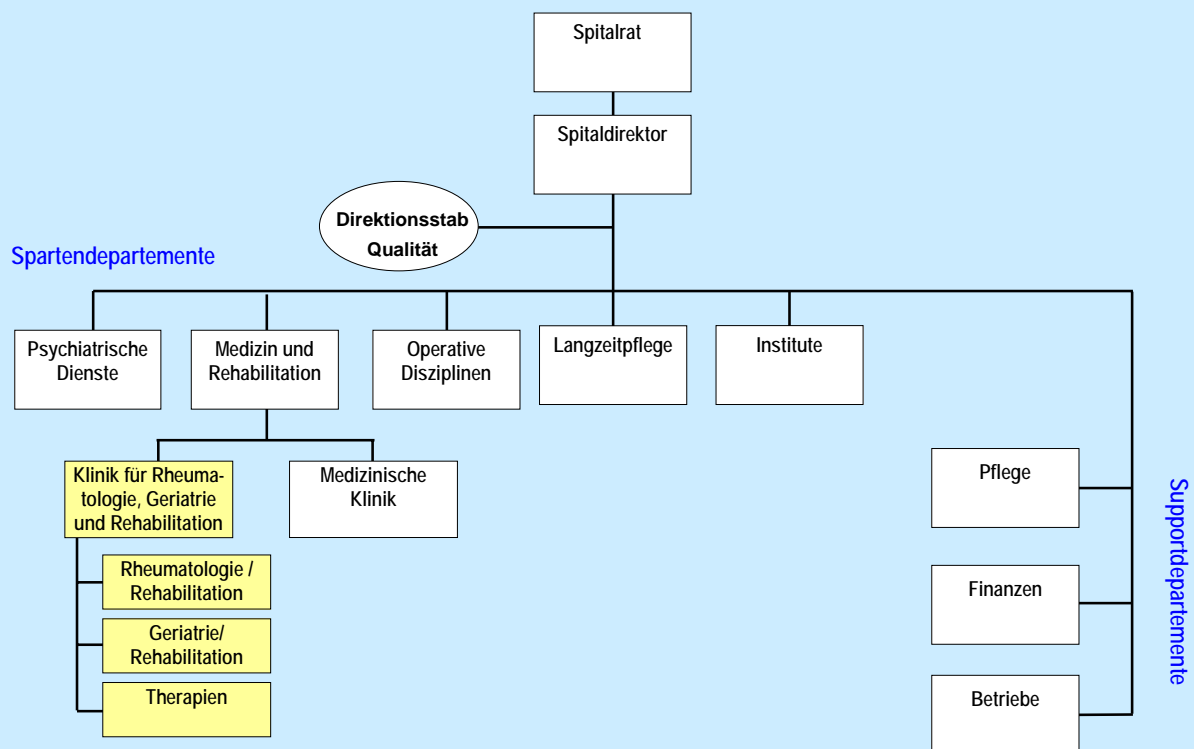 Spitalrat
Spitaldirektor
Direktionsstab
Qualität
Spartendepartemente
Psychiatrische
Dienste
Medizin und
Rehabilitation
Operative
Disziplinen
Langzeitpflege
Institute
Klinik für Rheuma-
tologie, Geriatrie
und Rehabilitation
Medizinische
Klinik
Rheumatologie /
Rehabilitation
Geriatrie/
Rehabilitation
Therapien
Pflege
Finanzen
Betriebe
Supportdepartemente